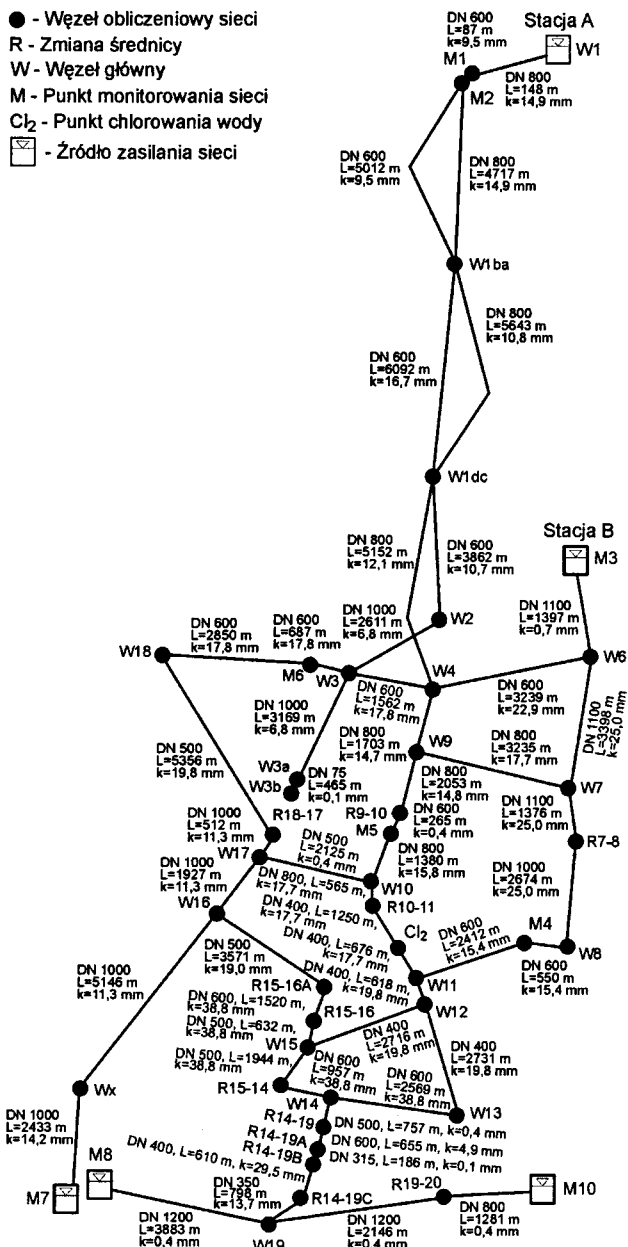 ● - Węzeł obliczeniowy sieci
R - Zmiana średnicy
W - Węzeł główny
M - Punkt monitorowania sieci
Cl₂ - Punkt chlorowania wody
- Źródło zasilania sieci
DN 600
L=87 m
k=9,5 mm
Stacja A
W1
M1
M2
DN 800
L=148 m
k=14,9 mm
DN 600
L=5012 m
k=9,5 mm
DN 800
L=4717 m
k=14,9 mm
W1ba
DN 800
L=5643 m
k=10,8 mm
DN 600
L=6092 m
k=16,7 mm
W1dc
DN 800
L=5152 m
k=12,1 mm
DN 600
L=3862 m
k=10,7 mm
Stacja B
M3
DN 1100
L=1397 m
k=0,7 mm
W2
DN 600
L=2850 m
k=17,8 mm
DN 600
L=687 m
k=17,8 mm
DN 1000
L=2611 m
k=6,8 mm
W18
M6
W3
W4
W6
DN 600
L=1562 m
k=17,8 mm
DN 600
L=3239 m
k=22,9 mm
DN 1100
L=3398 m
k=25,0 mm
DN 1000
L=3169 m
k=6,8 mm
DN 800
L=1703 m
k=14,7 mm
W9
DN 800
L=3235 m
k=17,7 mm
DN 500
L=5356 m
k=19,8 mm
W3a
W3b
DN 75
L=465 m
k=0,1 mm
DN 800
L=2053 m
k=14,8 mm
W7
DN 1100
L=1376 m
k=25,0 mm
R9-10
M5
DN 600
L=265 m
k=0,4 mm
R18-17
DN 1000
L=512 m
k=11,3 mm
W17
DN 500
L=2125 m
k=0,4 mm
DN 800
L=1380 m
k=15,8 mm
R7-8
DN 1000
L=2674 m
k=25,0 mm
DN 1000
L=1927 m
k=11,3 mm
DN 800, L=565 m,
k=17,7 mm
W10
R10-11
W16
DN 400, L=1250 m,
k=17,7 mm
DN 400, L=676 m,
k=17,7 mm
Cl₂
DN 600
L=2412 m
k=15,4 mm
M4
W8
DN 600
L=550 m
k=15,4 mm
DN 500
L=3571 m
k=19,0 mm
DN 400, L=618 m,
k=19,8 mm
W11
W12
DN 1000
L=5146 m
k=11,3 mm
R15-16A
DN 600, L=1520 m,
k=38,8 mm
R15-16
DN 500, L=632 m,
k=38,8 mm
W15
DN 400
L=2716 m
k=19,8 mm
DN 400
L=2731 m
k=19,8 mm
DN 500, L=1944 m,
k=38,8 mm
DN 600
L=957 m
k=38,8 mm
DN 600
L=2569 m
k=38,8 mm
Wx
R15-14
W14
W13
DN 1000
L=2433 m
k=14,2 mm
R14-19
DN 500, L=757 m, k=0,4 mm
R14-19A
DN 600, L=655 m, k=4,9 mm
R14-19B
DN 315, L=186 m, k=0,1 mm
DN 400, L=610 m, k=29,5 mm
M8
M7
DN 350
L=798 m
k=13,7 mm
R14-19C
R19-20
M10
DN 1200
L=3883 m
k=0,4 mm
W19
DN 1200
L=2146 m
k=0,4 mm
DN 800
L=1281 m
k=0,4 mm